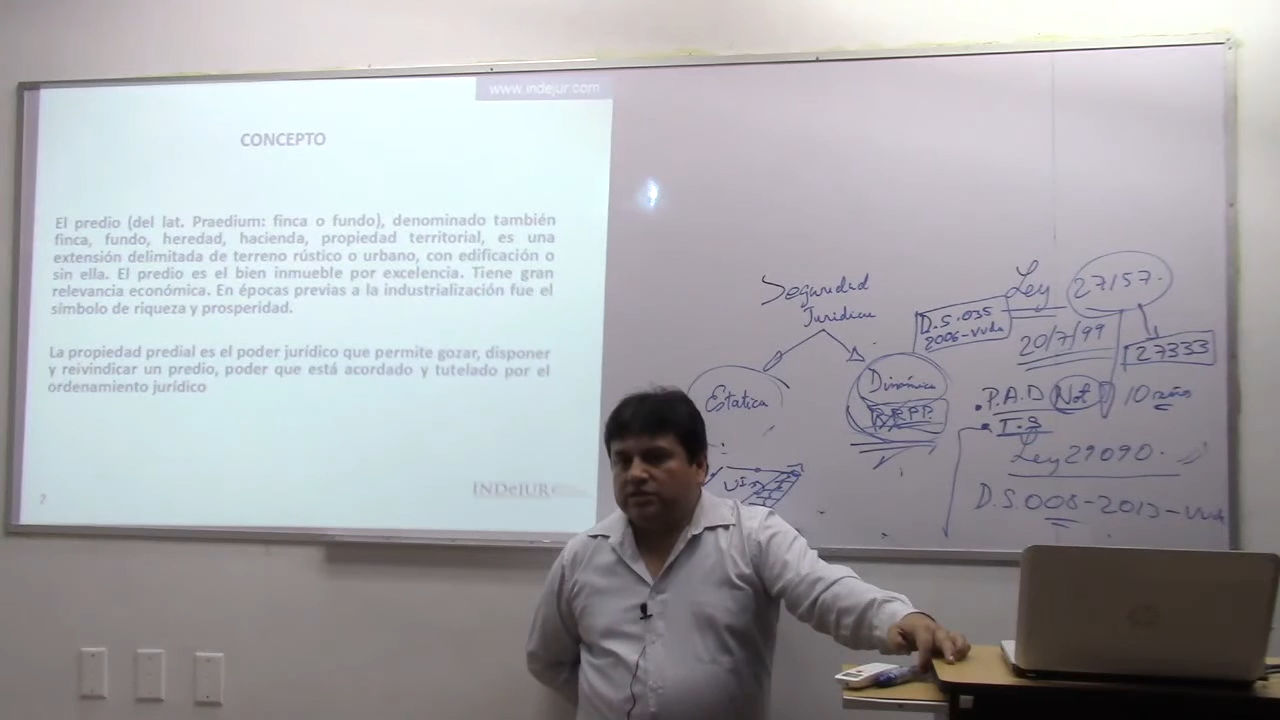 www.indejur.com
CONCEPTO
El predio (del lat. Praedium: finca o fundo), denominado también
finca, fundo, heredad, hacienda, propiedad territorial, es una
extensión delimitada de terreno rústico o urbano, con edificación o
sin ella. El predio es el bien inmueble por excelencia. Tiene gran
relevancia económica. En épocas previas a la industrialización fue el
símbolo de riqueza y prosperidad.
La propiedad predial es el poder jurídico que permite gozar, disponer
y reivindicar un predio, poder que está acordado y tutelado por el
ordenamiento jurídico
2
INDeJUR
Seguridad
Jurídica
Estatica
Dinámica
RRPP.
D.S.035
2006-Vvda
Ley 27157.
20/7/99
27333
P.A.D Not 10 años
Ley 29090.
D.S.008-2013-Vvda